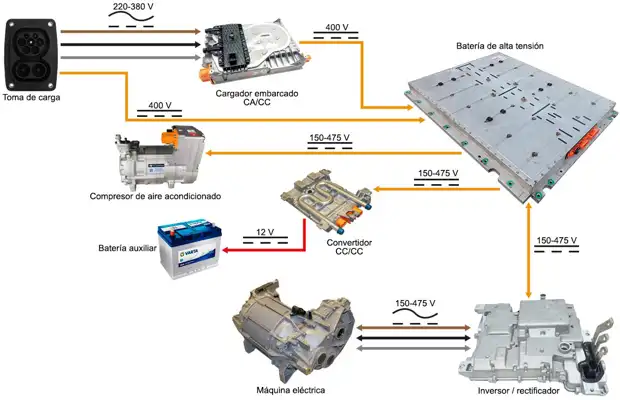 220-380 V
400 V
Batería de alta tensión
Toma de carga
Cargador embarcado
CA/CC
400 V
150-475 V
Compresor de aire acondicionado
150-475 V
Batería auxiliar
12 V
Convertidor
CC/CC
VARTA
150-475 V
150-475 V
Máquina eléctrica
Inversor / rectificador